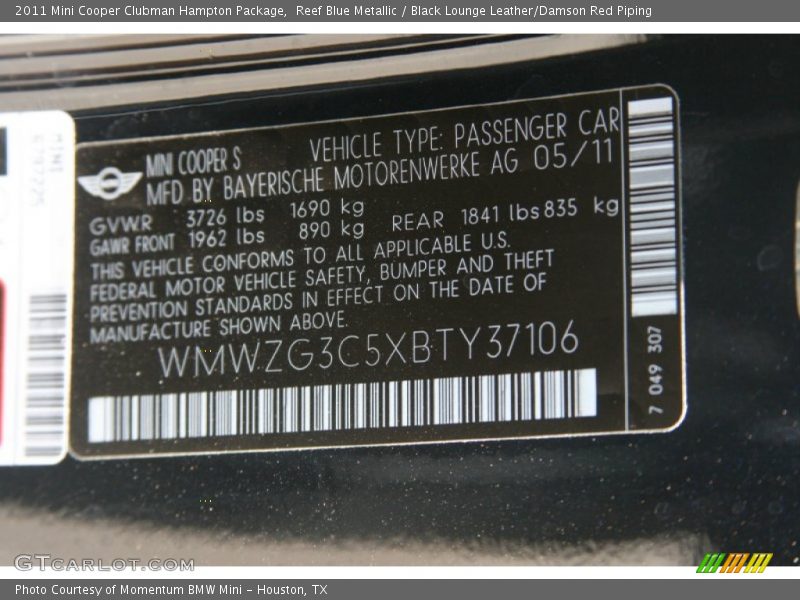 2011 Mini Cooper Clubman Hampton Package,  Reef Blue Metallic / Black Lounge Leather/Damson Red Piping
MINI COOPER S VEHICLE TYPE: PASSENGER CAR
MFD BY BAYERISCHE MOTORENWERKE AG 05/11
GVWR 3726 lbs 1690 kg
GAWR FRONT 1962 lbs 890 kg REAR 1841 lbs 835 kg
THIS VEHICLE CONFORMS TO ALL APPLICABLE U.S.
FEDERAL MOTOR VEHICLE SAFETY, BUMPER AND THEFT
PREVENTION STANDARDS IN EFFECT ON THE DATE OF
MANUFACTURE SHOWN ABOVE.
WMWZG3C5XBTY37106
7 049 307
GTCARLOT.COM
Photo Courtesy of Momentum BMW Mini - Houston, TX